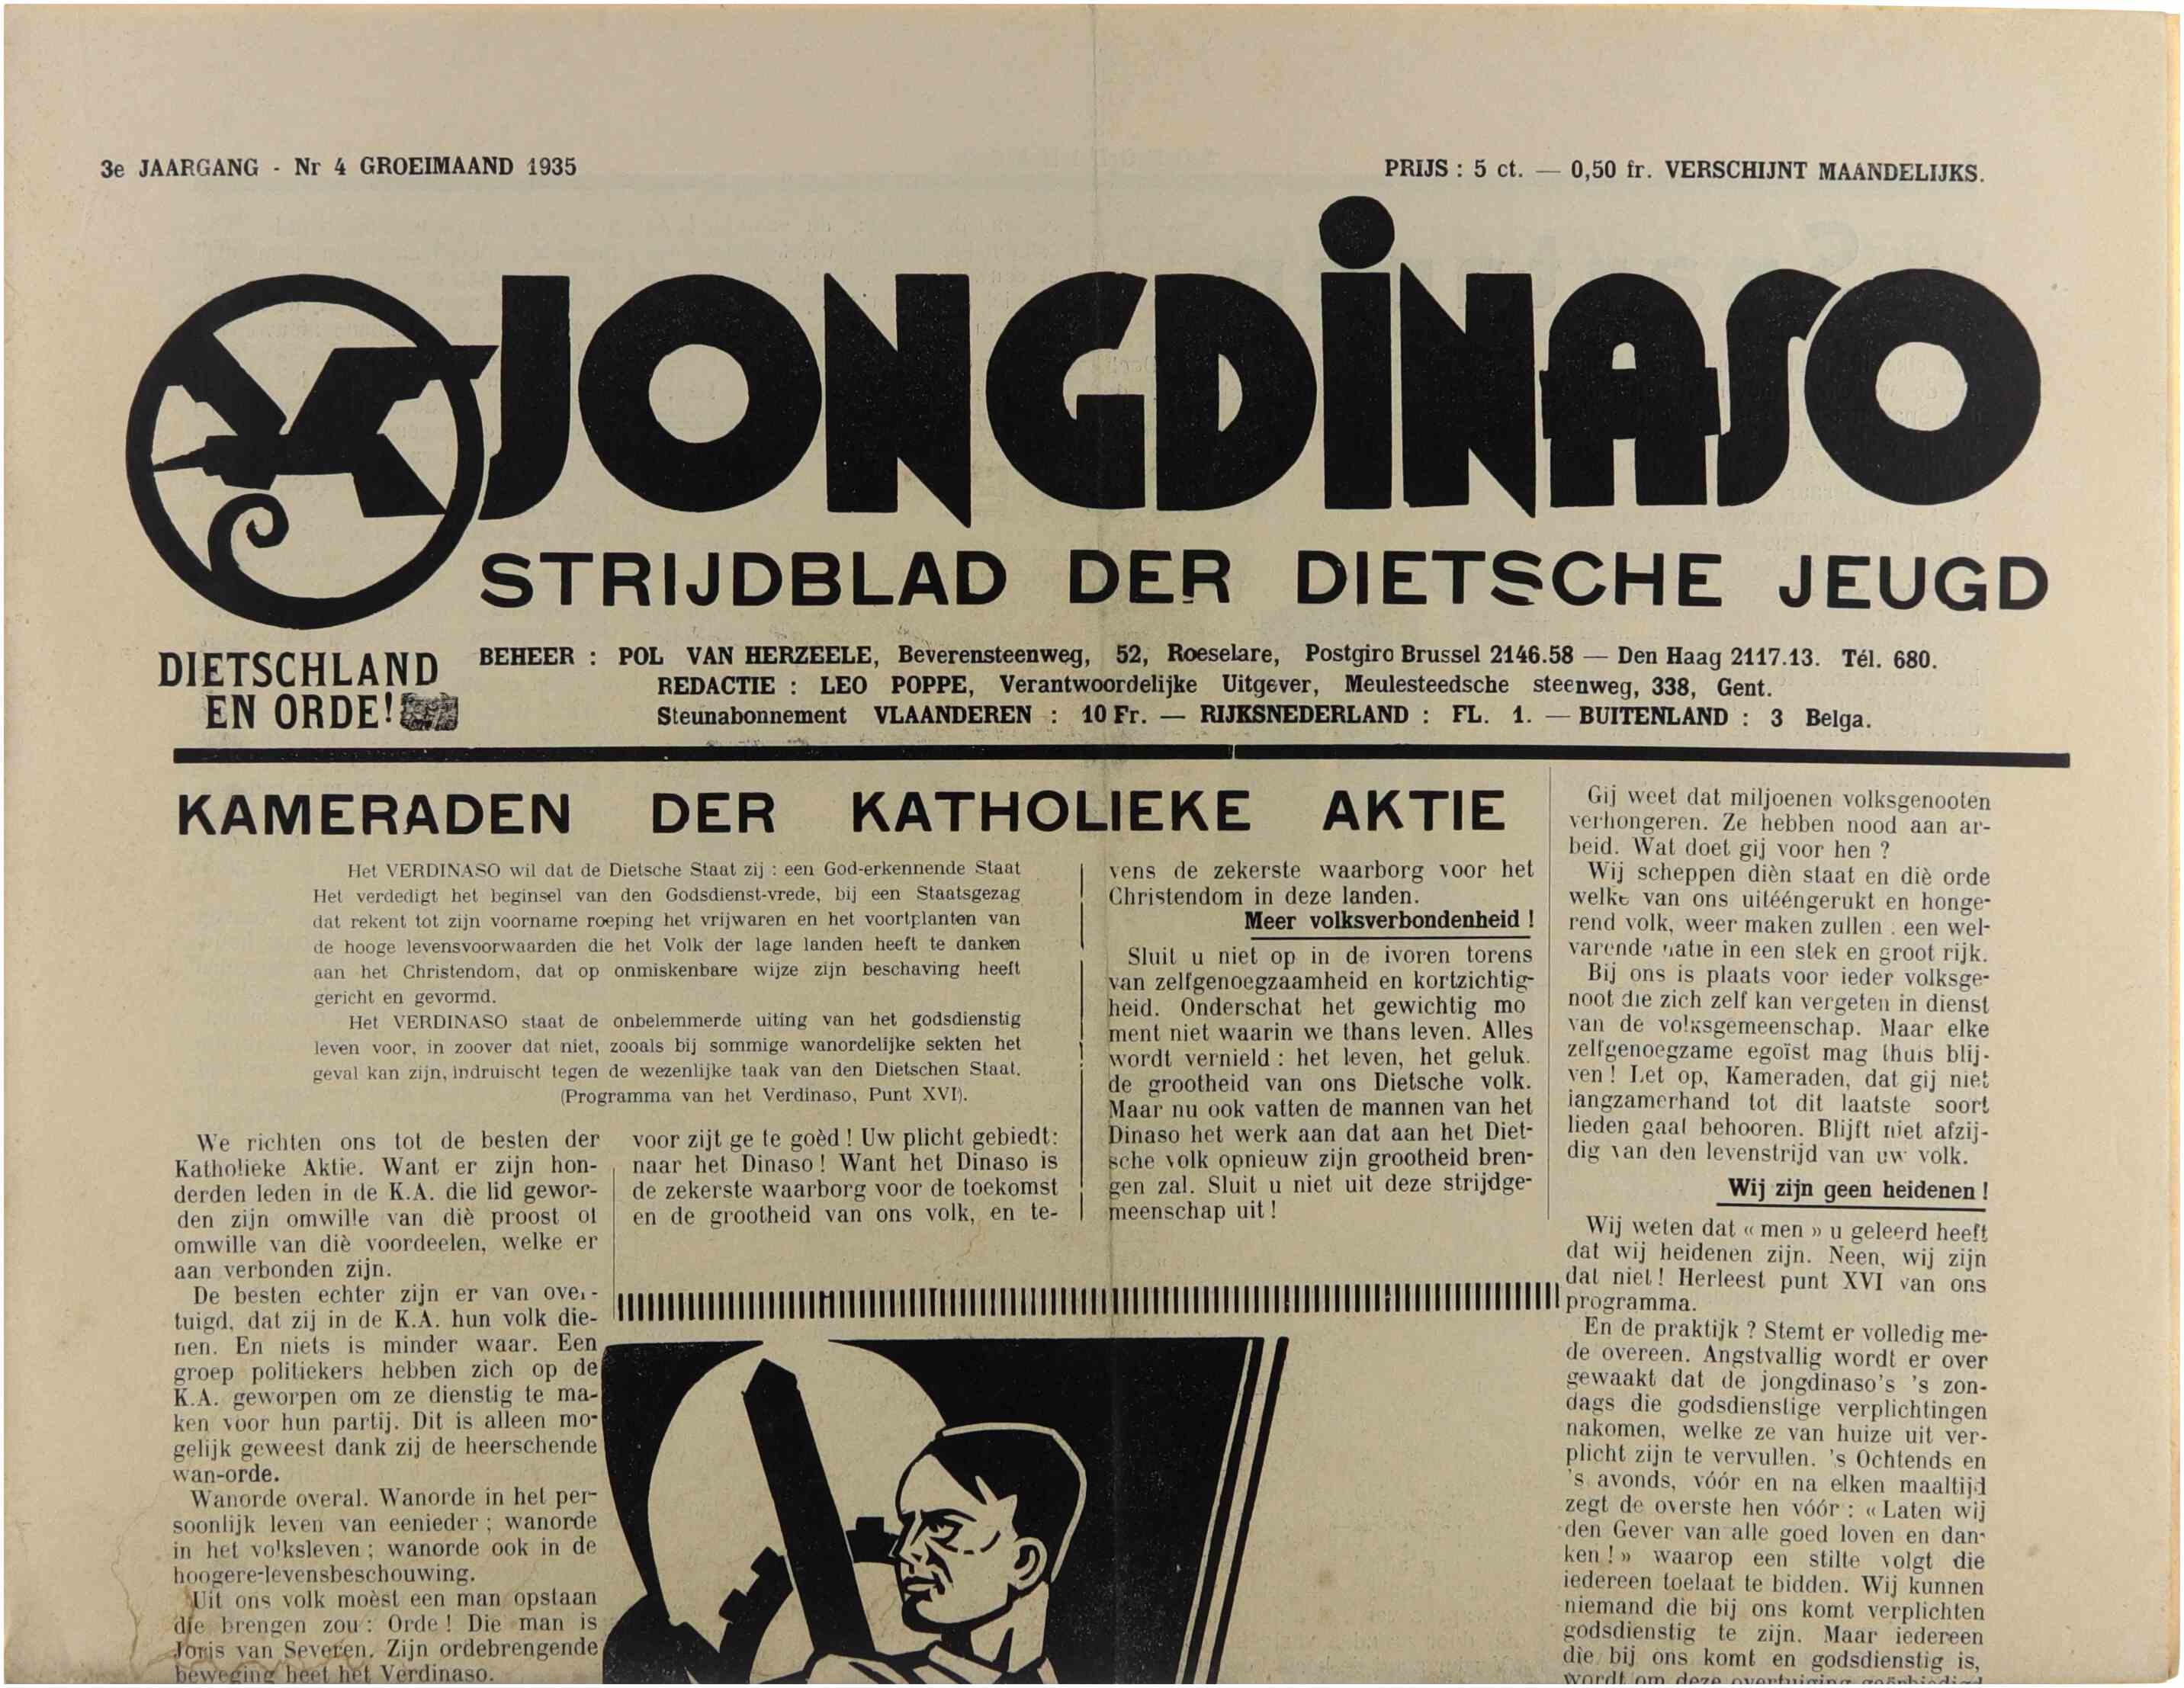 3e JAARGANG - Nr 4 GROEIMAAND 1935
PRIJS : 5 ct. — 0,50 fr. VERSCHIJNT MAANDELIJKS.
JONGDINASO
STRIJDBLAD DER DIETSCHE JEUGD
DIETSCHLAND
EN ORDE!
BEHEER : POL VAN HERZEELE, Beverensteenweg, 52, Roeselare, Postgiro Brussel 2146.58 — Den Haag 2117.13. Tél. 680.
REDACTIE : LEO POPPE, Verantwoordelijke Uitgever, Meulesteedsche steenweg, 338, Gent.
Steunabonnement VLAANDEREN : 10 Fr. — RIJKSNEDERLAND : FL. 1. — BUITENLAND : 3 Belga.
KAMERADEN DER KATHOLIEKE AKTIE
Het VERDINASO wil dat de Dietsche Staat zij : een God-erkennende Staat
Het verdedigt het beginsel van den Godsdienst-vrede, bij een Staatsgezag
dat rekent tot zijn voorname roeping het vrijwaren en het voortplanten van
de hooge levensvoorwaarden die het Volk der lage landen heeft te danken
aan het Christendom, dat op onmiskenbare wijze zijn beschaving heeft
gericht en gevormd.
Het VERDINASO staat de onbelemmerde uiting van het godsdienstig
leven voor, in zoover dat niet, zooals bij sommige wanordelijke sekten het
geval kan zijn, indruischt tegen de wezenlijke taak van den Dietschen Staat.
(Programma van het Verdinaso, Punt XVI).
We richten ons tot de besten der
Katholieke Aktie. Want er zijn hon-
derden leden in de K.A. die lid gewor-
den zijn omwille van diè proost of
omwille van diè voordeelen, welke er
aan verbonden zijn.
De besten echter zijn er van over-
tuigd, dat zij in de K.A. hun volk die-
nen. En niets is minder waar. Een
groep politiekers hebben zich op de
K.A. geworpen om ze dienstig te ma-
ken voor hun partij. Dit is alleen mo-
gelijk geweest dank zij de heerschende
wan-orde.
Wanorde overal. Wanorde in het per-
soonlijk leven van eenieder ; wanorde
in het volksleven ; wanorde ook in de
hoogere-levensbeschouwing.
Uit ons volk moèst een man opstaan
die brengen zou : Orde ! Die man is
Joris van Severen. Zijn ordebrengende
beweging heet het Verdinaso.
voor zijt ge te goèd ! Uw plicht gebiedt:
naar het Dinaso ! Want het Dinaso is
de zekerste waarborg voor de toekomst
en de grootheid van ons volk, en te-
vens de zekerste waarborg voor het
Christendom in deze landen.
Meer volksverbondenheid !
Sluit u niet op in de ivoren torens
van zelfgenoegzaamheid en kortzichtig-
heid. Onderschat het gewichtig mo
ment niet waarin we thans leven. Alles
wordt vernield : het leven, het geluk.
de grootheid van ons Dietsche volk.
Maar nu ook vatten de mannen van het
Dinaso het werk aan dat aan het Diet-
sche volk opnieuw zijn grootheid bren-
gen zal. Sluit u niet uit deze strijdge-
meenschap uit !
Gij weet dat miljoenen volksgenooten
verhongeren. Ze hebben nood aan ar-
beid. Wat doet gij voor hen ?
Wij scheppen dièn staat en diè orde
welke van ons uitééngerukt en honge-
rend volk, weer maken zullen : een wel-
varende natie in een stek en groot rijk.
Bij ons is plaats voor ieder volksge-
noot die zich zelf kan vergeten in dienst
van de volksgemeenschap. Maar elke
zelfgenoegzame egoïst mag thuis blij-
ven ! Let op, Kameraden, dat gij niet
langzamerhand tot dit laatste soort
lieden gaat behooren. Blijft niet afzij-
dig van den levenstrijd van uw volk.
Wij zijn geen heidenen !
Wij weten dat « men » u geleerd heeft
dat wij heidenen zijn. Neen, wij zijn
dat niet ! Herleest punt XVI van ons
programma.
En de praktijk ? Stemt er volledig me-
de overeen. Angstvallig wordt er over
gewaakt dat de jongdinaso's 's zon-
dags die godsdienstige verplichtingen
nakomen, welke ze van huize uit ver-
plicht zijn te vervullen. 's Ochtends en
's avonds, vóór en na elken maaltijd
zegt de overste hen vóór : « Laten wij
den Gever van alle goed loven en dan-
ken ! » waarop een stilte volgt die
iedereen toelaat te bidden. Wij kunnen
niemand die bij ons komt verplichten
godsdienstig te zijn. Maar iedereen
die bij ons komt en godsdienstig is,
wordt om deze overtuiging